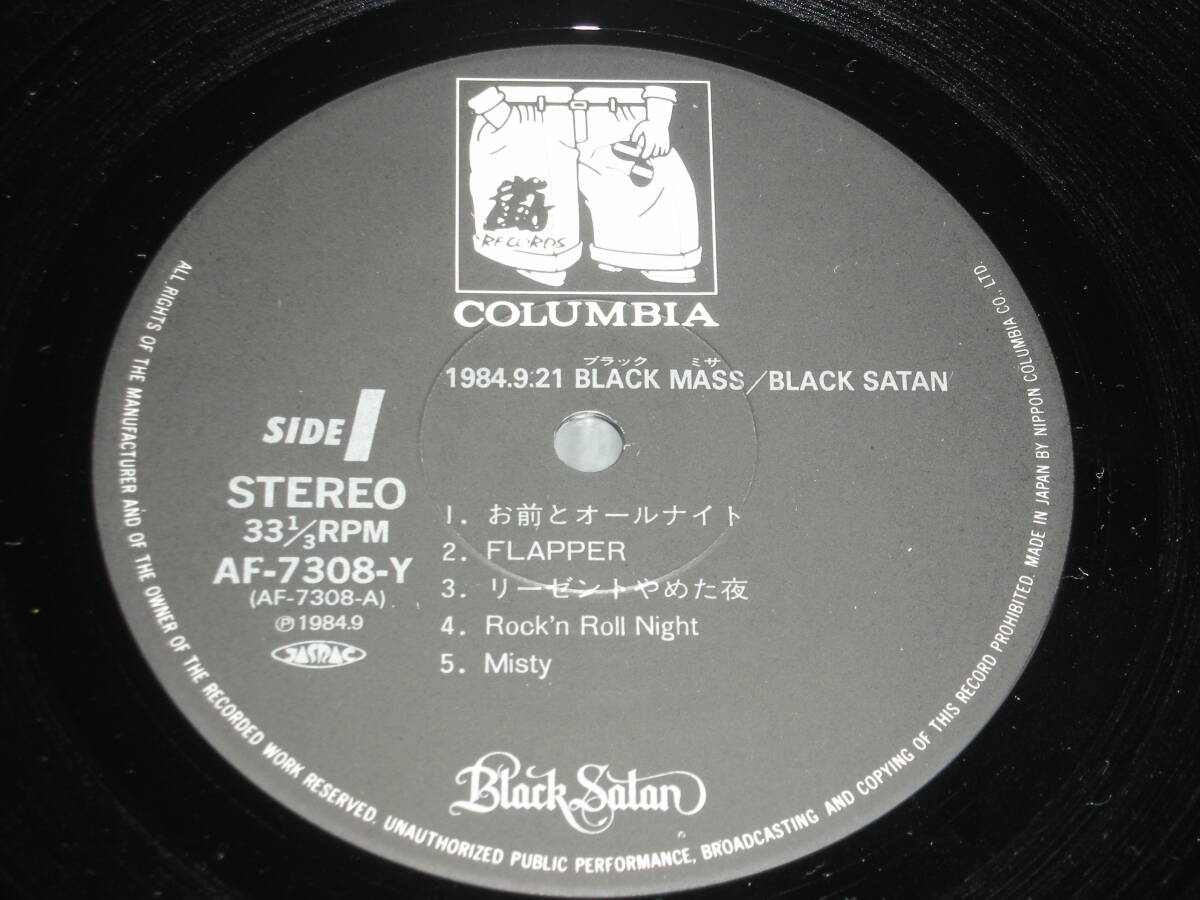 嵐
RECORDS
COLUMBIA
ブラック ミサ
1984.9.21 BLACK MASS/BLACK SATAN
SIDE 1
STEREO
33 1/3 RPM
AF-7308-Y
(AF-7308-A)
Ⓟ1984.9
JASRAC
1. お前とオールナイト
2. FLAPPER
3. リーゼントやめた夜
4. Rock'n Roll Night
5. Misty
Black Satan
ALL RIGHTS OF THE MANUFACTURER AND OF THE OWNER OF THE RECORDED WORK RESERVED. UNAUTHORIZED PUBLIC PERFORMANCE, BROADCASTING AND COPYING OF THIS RECORD PROHIBITED. MADE IN JAPAN BY NIPPON COLUMBIA CO., LTD.